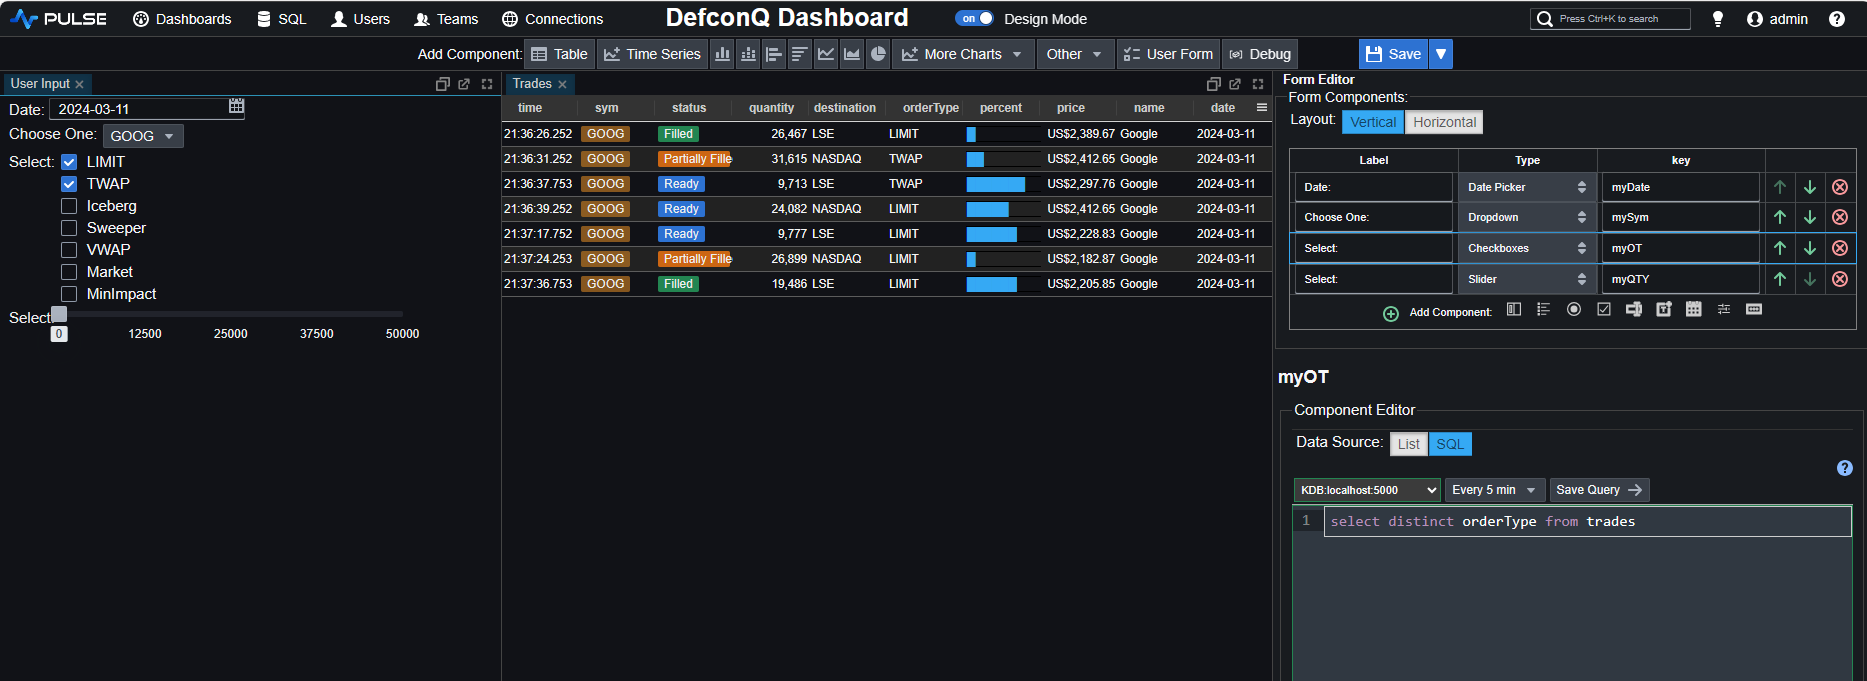 PULSE Dashboards SQL Users Teams Connections DefconQ Dashboard on Design Mode Press Ctrl+K to search admin ?
Add Component: Table Time Series More Charts Other User Form Debug Save
User Input
Date: 2024-03-11
Choose One: GOOG
Select: LIMIT
TWAP
Iceberg
Sweeper
VWAP
Market
MinImpact
Select:
0 12500 25000 37500 50000
Trades
time sym status quantity destination orderType percent price name date
21:36:26.252 GOOG Filled 26,467 LSE LIMIT US$2,389.67 Google 2024-03-11
21:36:31.252 GOOG Partially Fille 31,615 NASDAQ TWAP US$2,412.65 Google 2024-03-11
21:36:37.753 GOOG Ready 9,713 LSE TWAP US$2,297.76 Google 2024-03-11
21:36:39.252 GOOG Ready 24,082 NASDAQ LIMIT US$2,412.65 Google 2024-03-11
21:37:17.752 GOOG Ready 9,777 LSE LIMIT US$2,228.83 Google 2024-03-11
21:37:24.253 GOOG Partially Fille 26,899 NASDAQ LIMIT US$2,182.87 Google 2024-03-11
21:37:36.753 GOOG Filled 19,486 LSE LIMIT US$2,205.85 Google 2024-03-11
Form Editor
Form Components:
Layout: Vertical Horizontal
Label Type key
Date: Date Picker myDate
Choose One: Dropdown mySym
Select: Checkboxes myOT
Select: Slider myQTY
Add Component:
myOT
Component Editor
Data Source: List SQL
?
KDB:localhost:5000 Every 5 min Save Query
1 select distinct orderType from trades